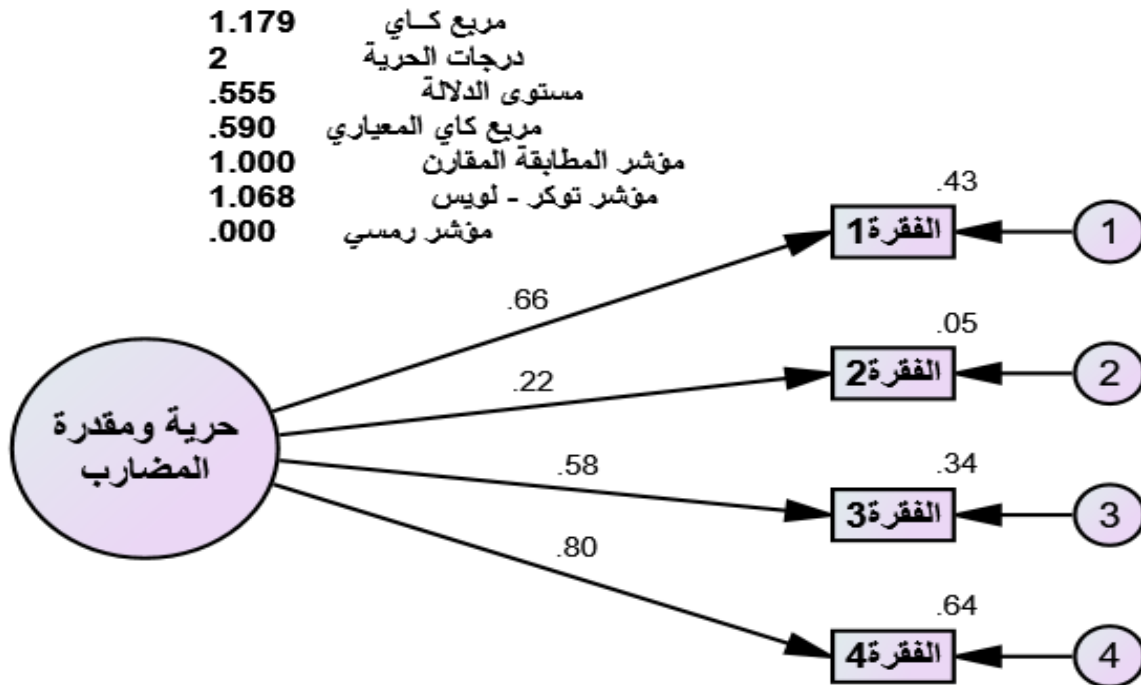 مربع كاي 1.179
درجات الحرية 2
مستوى الدلالة .555
مربع كاي المعياري .590
مؤشر المطابقة المقارن 1.000
مؤشر توكر - لويس 1.068
مؤشر رمسي .000
.43
الفقرة1
1
.66
.05
الفقرة2
2
.22
حرية ومقدرة
المضارب
.34
الفقرة3
3
.58
.80
.64
الفقرة4
4